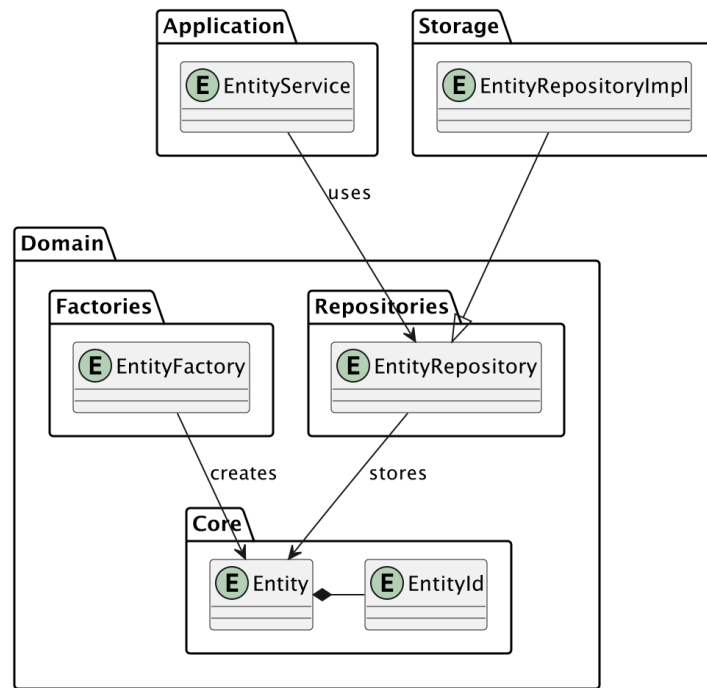 Application
Storage
E EntityService
E EntityRepositoryImpl
uses
Domain
Factories
Repositories
E EntityFactory
E EntityRepository
creates
stores
Core
E Entity
E EntityId